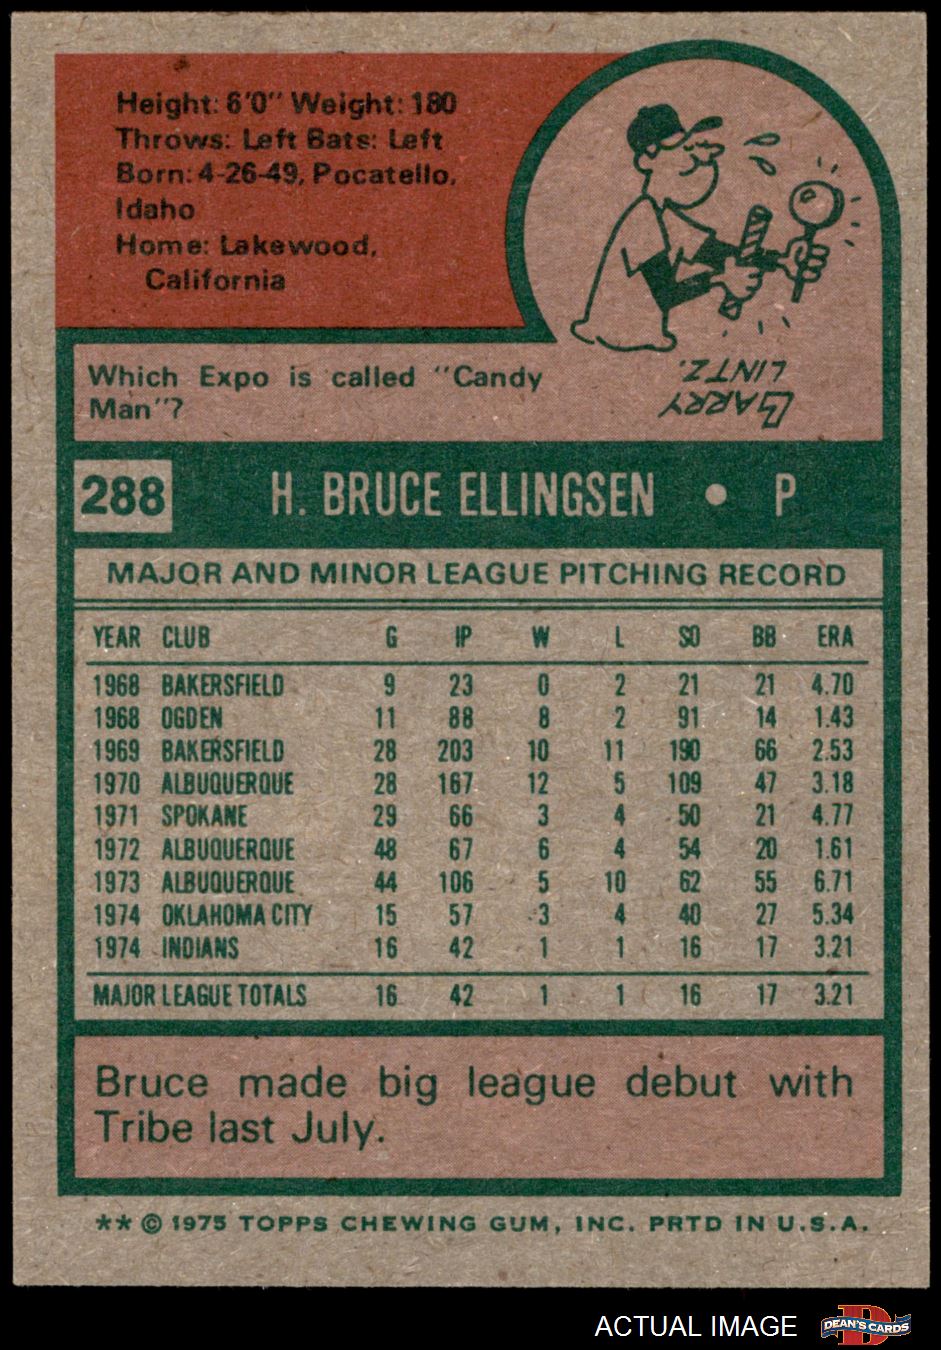 Height: 6'0" Weight: 180
Throws: Left Bats: Left
Born: 4-26-49, Pocatello,
Idaho
Home: Lakewood,
California
Which Expo is called "Candy
Man"?
LARRY
LINTZ.
288 H. BRUCE ELLINGSEN • P
MAJOR AND MINOR LEAGUE PITCHING RECORD
YEAR CLUB G IP W L SO BB ERA
1968 BAKERSFIELD 9 23 0 2 21 21 4.70
1968 OGDEN 11 88 8 2 91 14 1.43
1969 BAKERSFIELD 28 203 10 11 190 66 2.53
1970 ALBUQUERQUE 28 167 12 5 109 47 3.18
1971 SPOKANE 29 66 3 4 50 21 4.77
1972 ALBUQUERQUE 48 67 6 4 54 20 1.61
1973 ALBUQUERQUE 44 106 5 10 62 55 6.71
1974 OKLAHOMA CITY 15 57 3 4 40 27 5.34
1974 INDIANS 16 42 1 1 16 17 3.21
MAJOR LEAGUE TOTALS 16 42 1 1 16 17 3.21
Bruce made big league debut with
Tribe last July.
** © 1975 TOPPS CHEWING GUM, INC. PRTD IN U.S.A.
ACTUAL IMAGE
DEAN'S CARDS